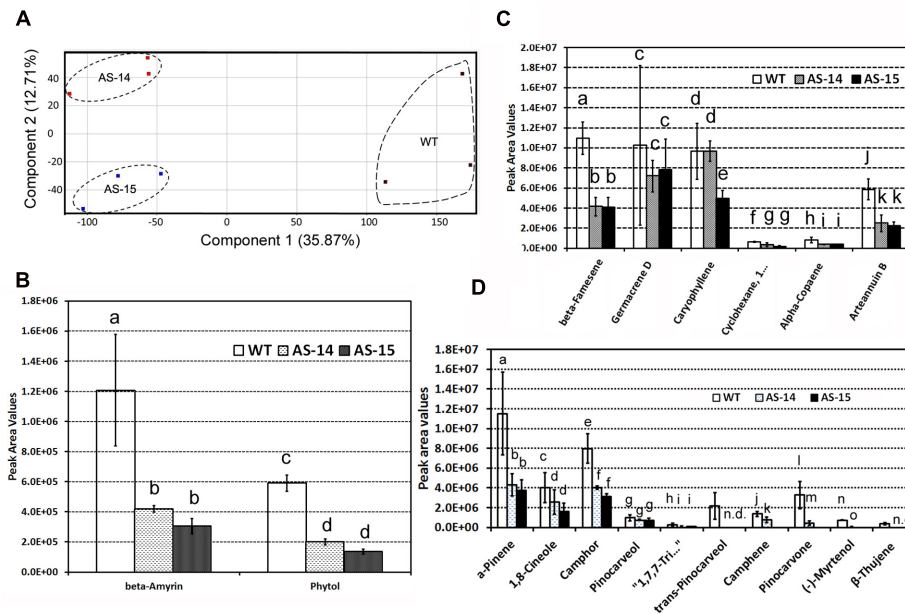 A
Component 2 (12.71%)
40
20
0
-20
-40
AS-14
AS-15
WT
-100
-50
0
50
100
150
Component 1 (35.87%)
B
Peak Area Values
1.8E+06
1.6E+06
1.4E+06
1.2E+06
1.0E+06
8.0E+05
6.0E+05
4.0E+05
2.0E+05
0.0E+00
WT AS-14 AS-15
a
b
b
c
d
d
beta-Amyrin
Phytol
C
Peak Area Values
2.0E+07
1.8E+07
1.6E+07
1.4E+07
1.2E+07
1.0E+07
8.0E+06
6.0E+06
4.0E+06
2.0E+06
0.0E+00
WT AS-14 AS-15
a
b b
c
c
c
d
d
e
f g g
h i i
j
k k
beta-Famesene
Germacrene D
Caryophyllene
Cyclohexane, 1...
Alpha-Copaene
Arteannuin B
D
Peak area values
1.8E+07
1.6E+07
1.4E+07
1.2E+07
1.0E+07
8.0E+06
6.0E+06
4.0E+06
2.0E+06
0.0E+00
WT AS-14 AS-15
a
b
b
c
d
d
e
f
f
g g g
h i i
n.d.
j
k
l
m
n
o
n.d
a-Pinene
1,8-Cineole
Camphor
Pinocarveol
"1,7,7-Tri..."
trans-Pinocarveol
Camphene
Pinocarvone
(-)-Myrtenol
β-Thujene